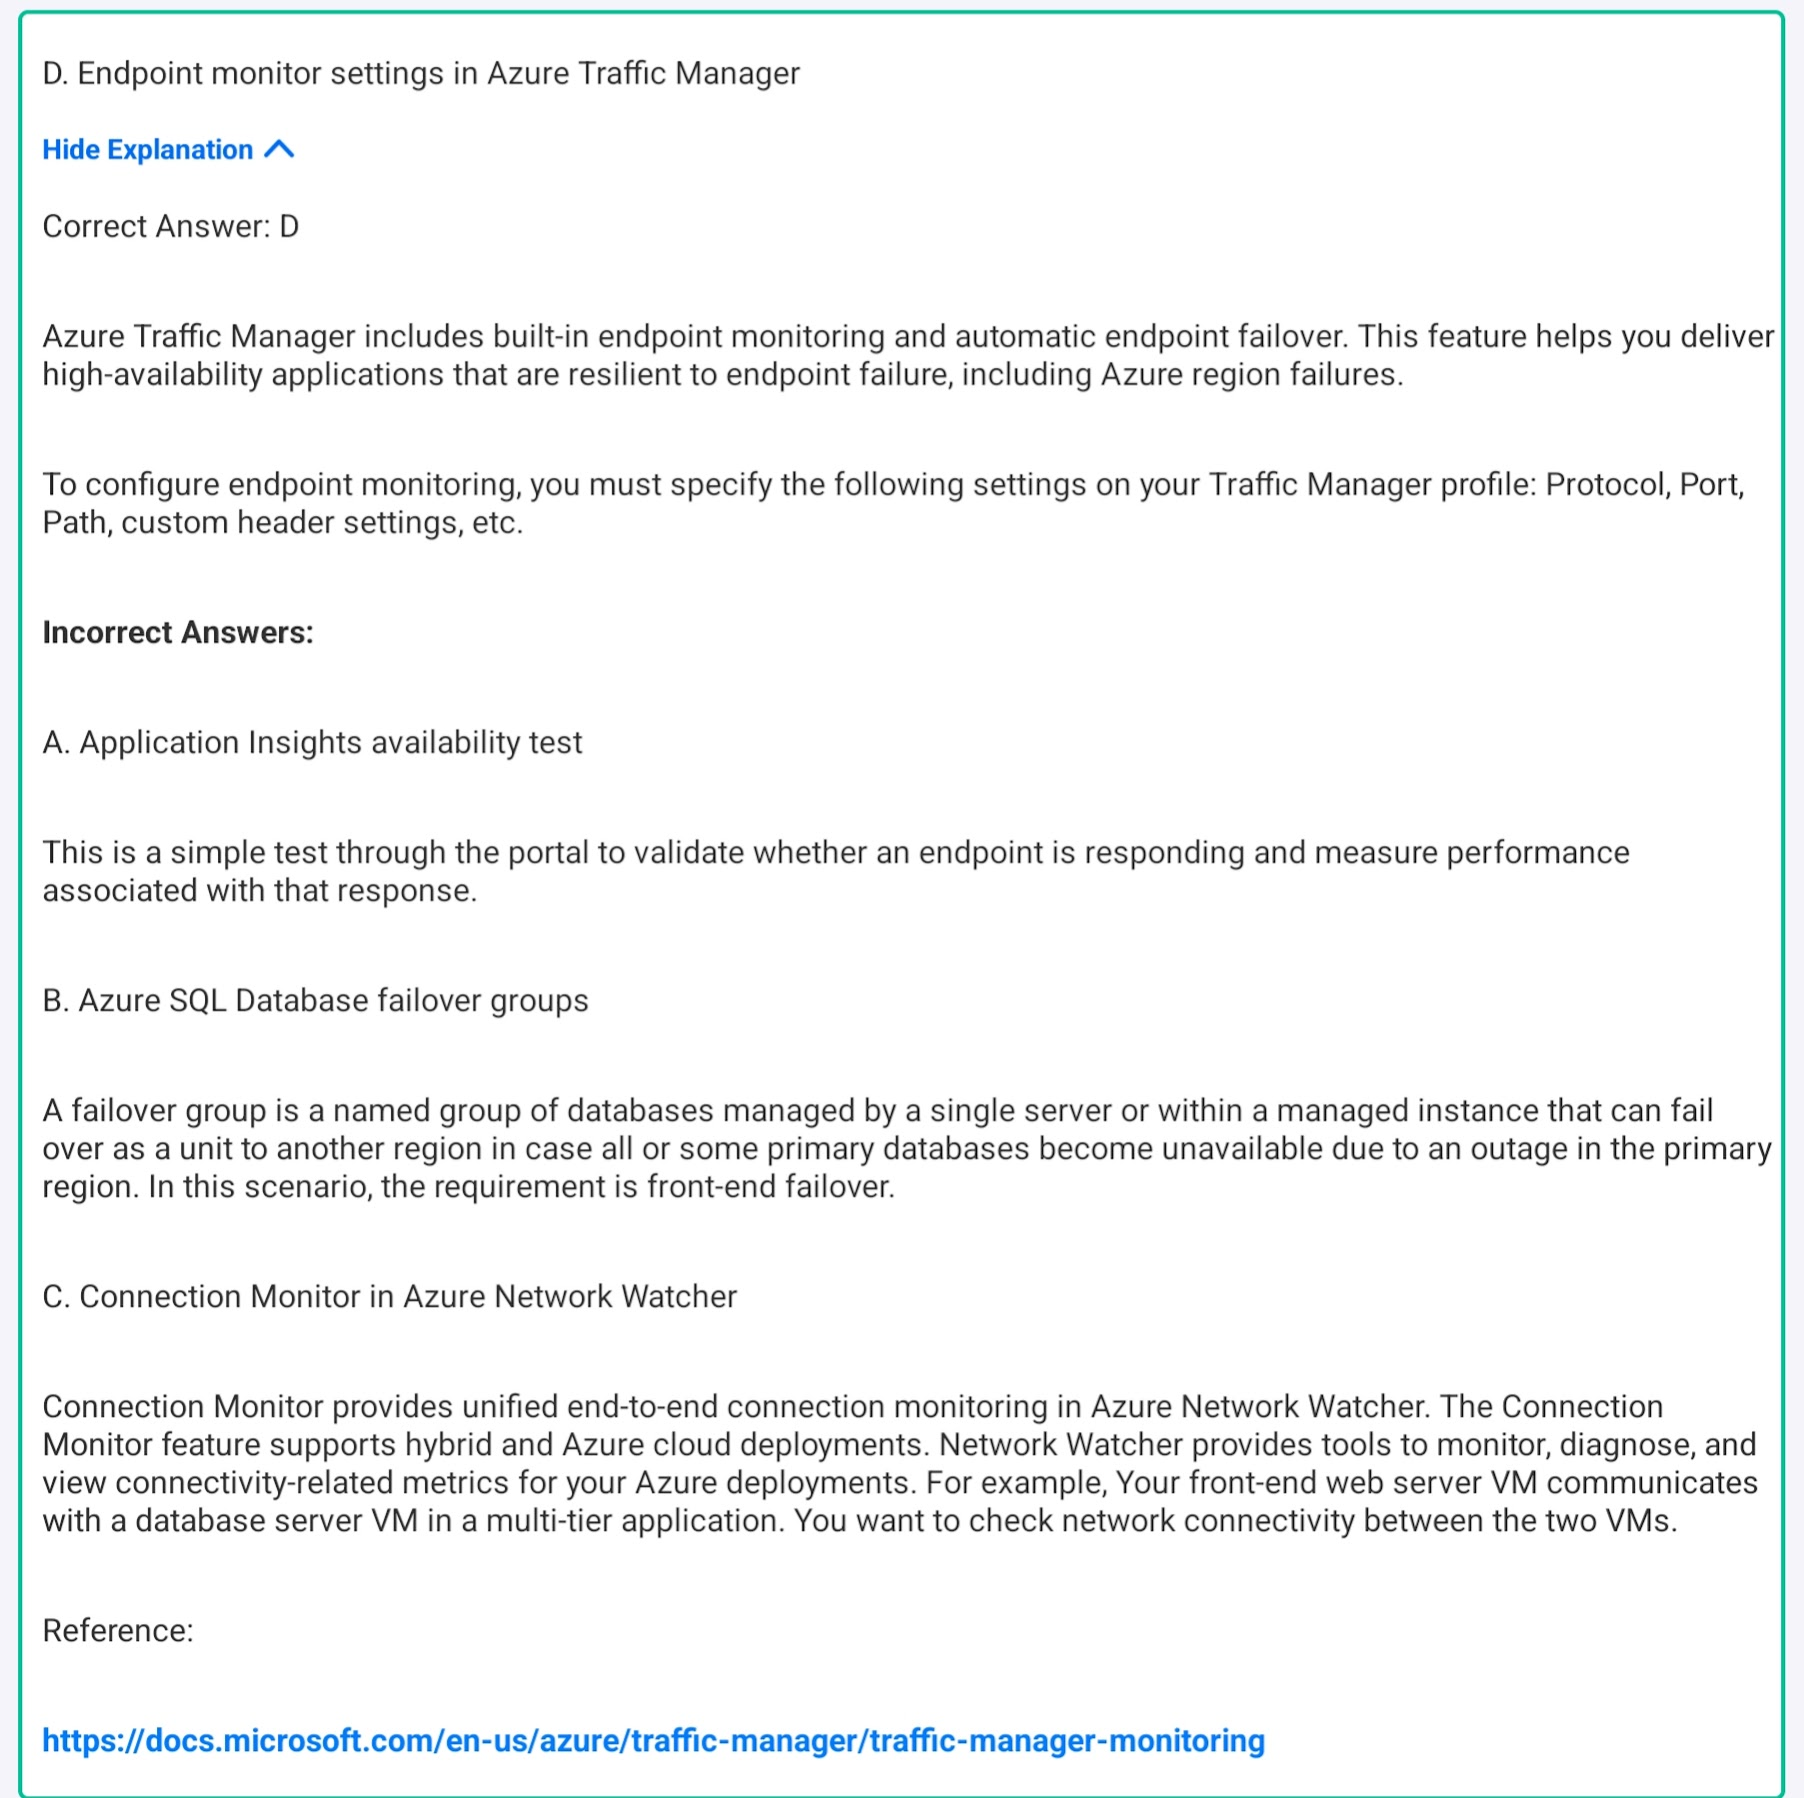 D. Endpoint monitor settings in Azure Traffic Manager
Hide Explanation
Correct Answer: D
Azure Traffic Manager includes built-in endpoint monitoring and automatic endpoint failover. This feature helps you deliver
high-availability applications that are resilient to endpoint failure, including Azure region failures.
To configure endpoint monitoring, you must specify the following settings on your Traffic Manager profile: Protocol, Port,
Path, custom header settings, etc.
Incorrect Answers:
A. Application Insights availability test
This is a simple test through the portal to validate whether an endpoint is responding and measure performance
associated with that response.
B. Azure SQL Database failover groups
A failover group is a named group of databases managed by a single server or within a managed instance that can fail
over as a unit to another region in case all or some primary databases become unavailable due to an outage in the primary
region. In this scenario, the requirement is front-end failover.
C. Connection Monitor in Azure Network Watcher
Connection Monitor provides unified end-to-end connection monitoring in Azure Network Watcher. The Connection
Monitor feature supports hybrid and Azure cloud deployments. Network Watcher provides tools to monitor, diagnose, and
view connectivity-related metrics for your Azure deployments. For example, Your front-end web server VM communicates
with a database server VM in a multi-tier application. You want to check network connectivity between the two VMs.
Reference:
https://docs.microsoft.com/en-us/azure/traffic-manager/traffic-manager-monitoring